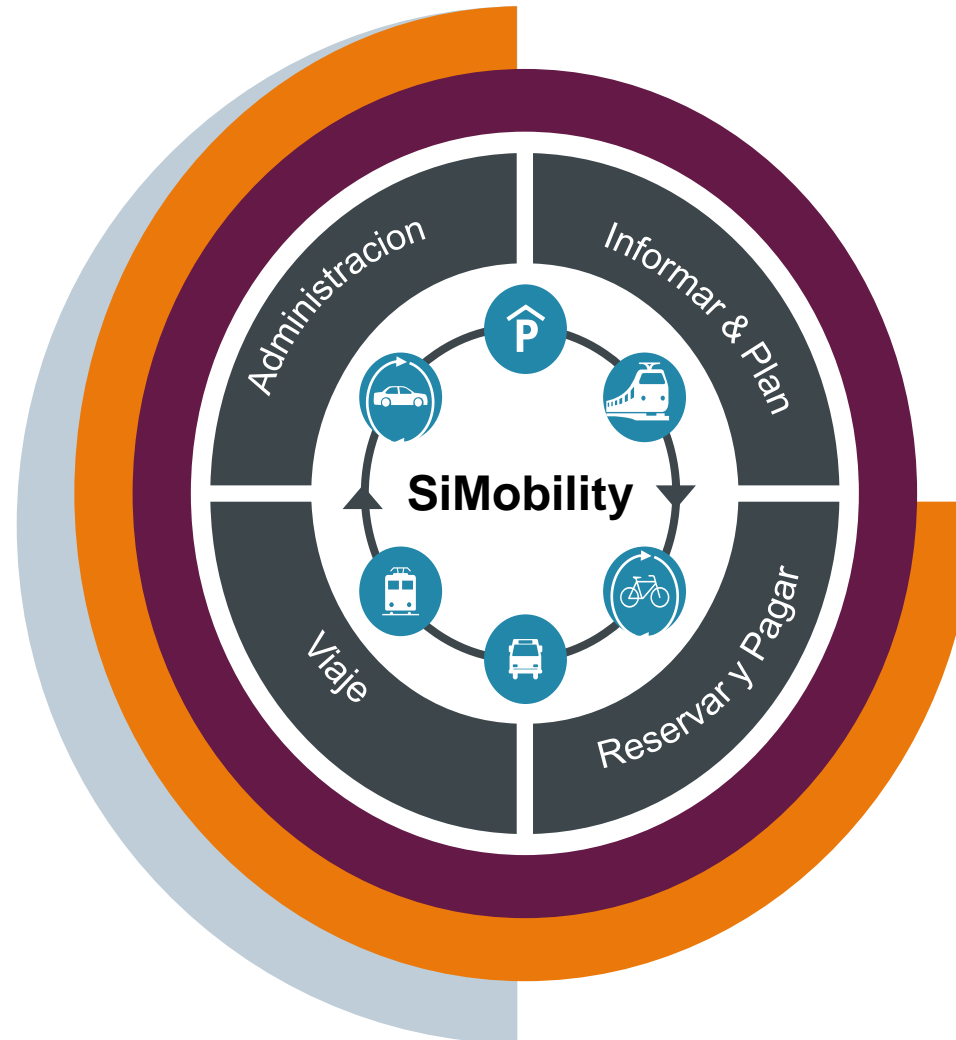 Administracion
Informar & Plan
P
SiMobility
Viaje
Reservar y Pagar